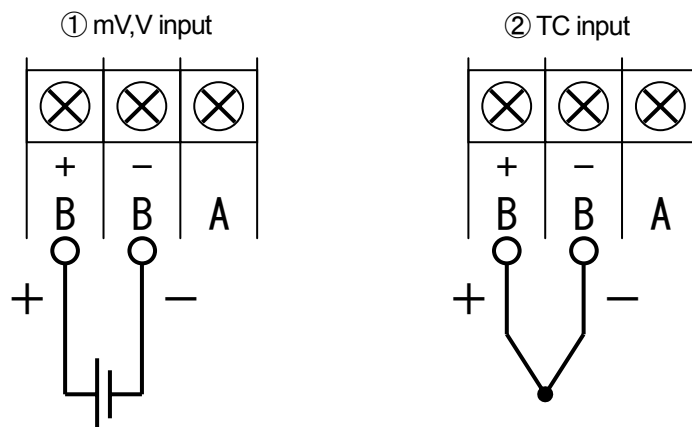 ① mV,V input
② TC input
+ −
B B A
+ −
+ −
B B A
+ −